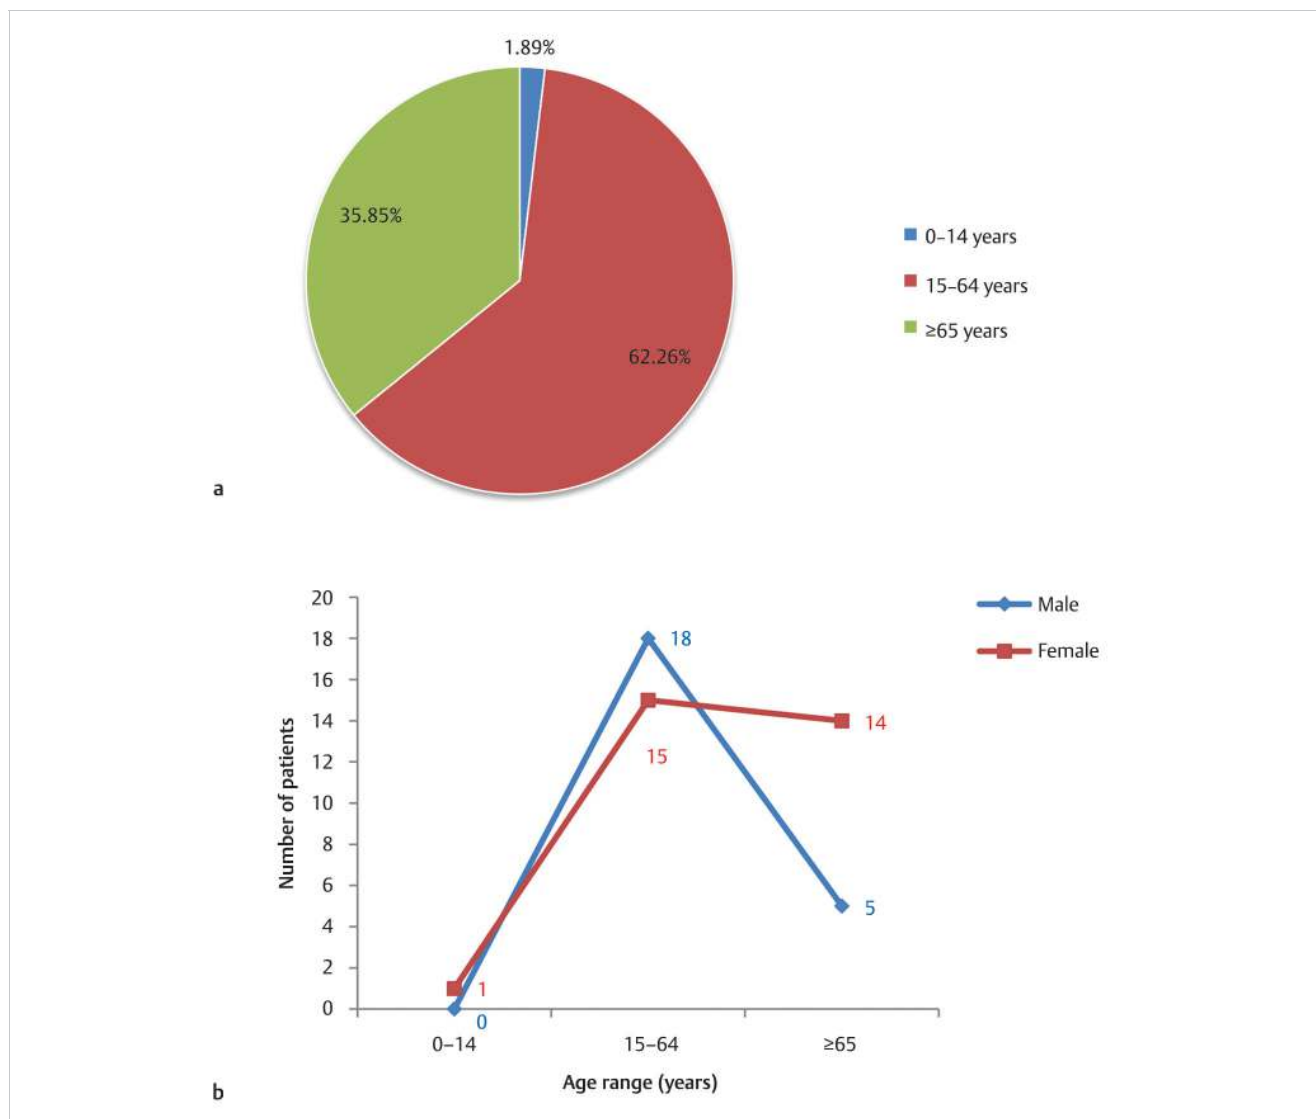 1.89%
35.85%
62.26%
0–14 years
15–64 years
≥65 years
a
20
18
16
14
12
10
8
6
4
2
0
Number of patients
18
15
14
5
1
0
Male
Female
0–14 15–64 ≥65
Age range (years)
b